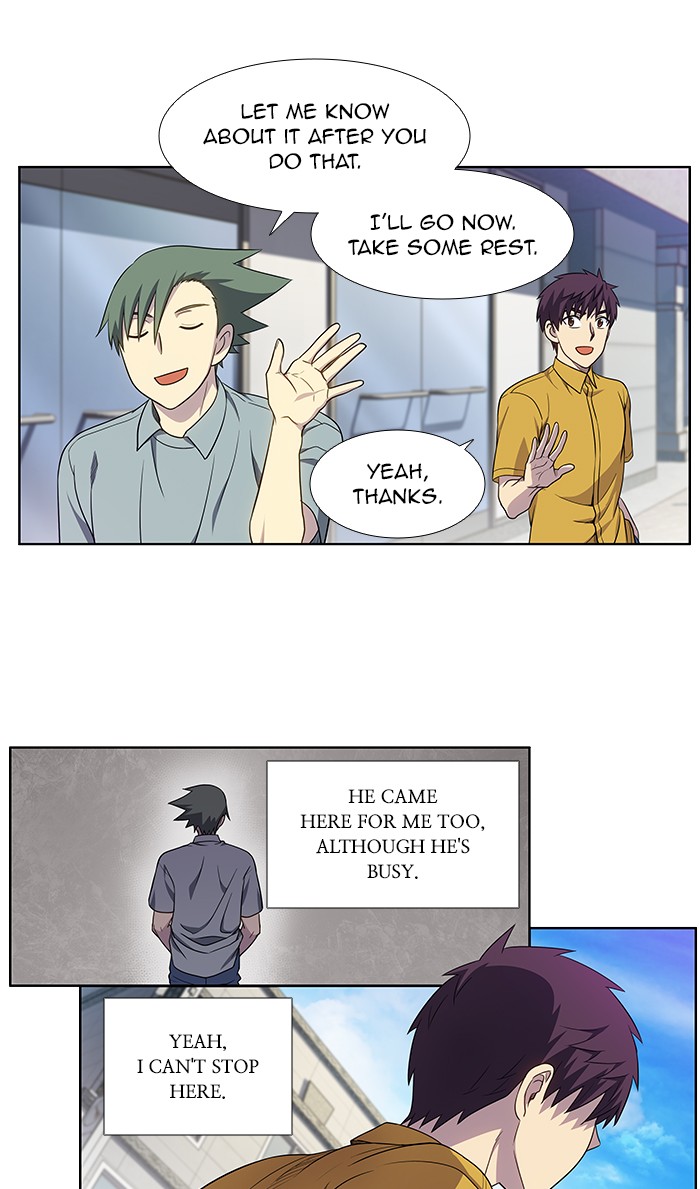 LET ME KNOW
ABOUT IT AFTER YOU
DO THAT.
I'LL GO NOW.
TAKE SOME REST.
YEAH,
THANKS.
HE CAME
HERE FOR ME TOO,
ALTHOUGH HE'S
BUSY.
YEAH,
I CAN'T STOP
HERE.